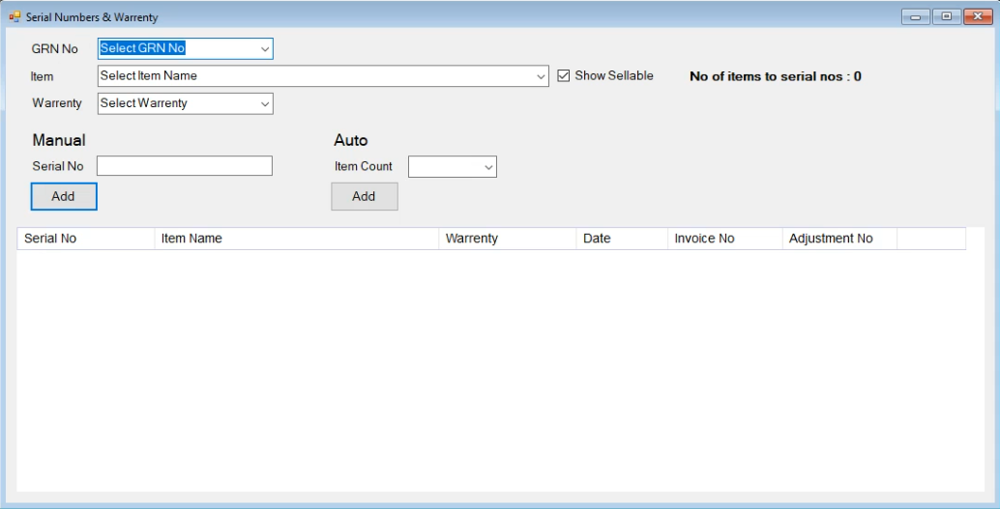 Serial Numbers & Warrenty
GRN No Select GRN No
Item Select Item Name Show Sellable No of items to serial nos : 0
Warrenty Select Warrenty
Manual Auto
Serial No Item Count
Add Add
Serial No Item Name Warrenty Date Invoice No Adjustment No